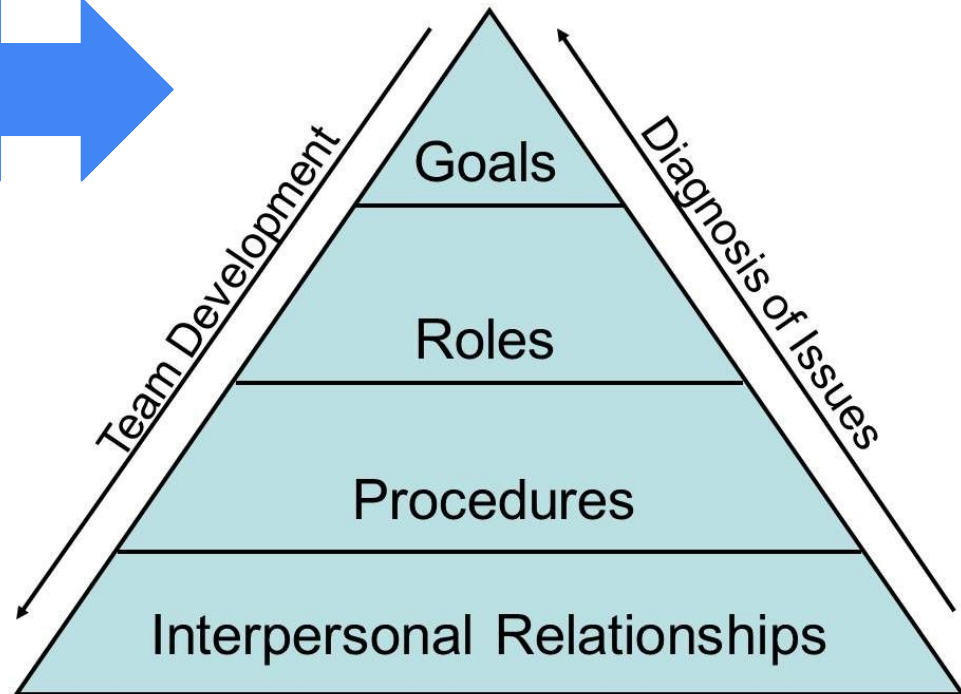 Goals
Roles
Procedures
Interpersonal Relationships
Team Development
Diagnosis of Issues